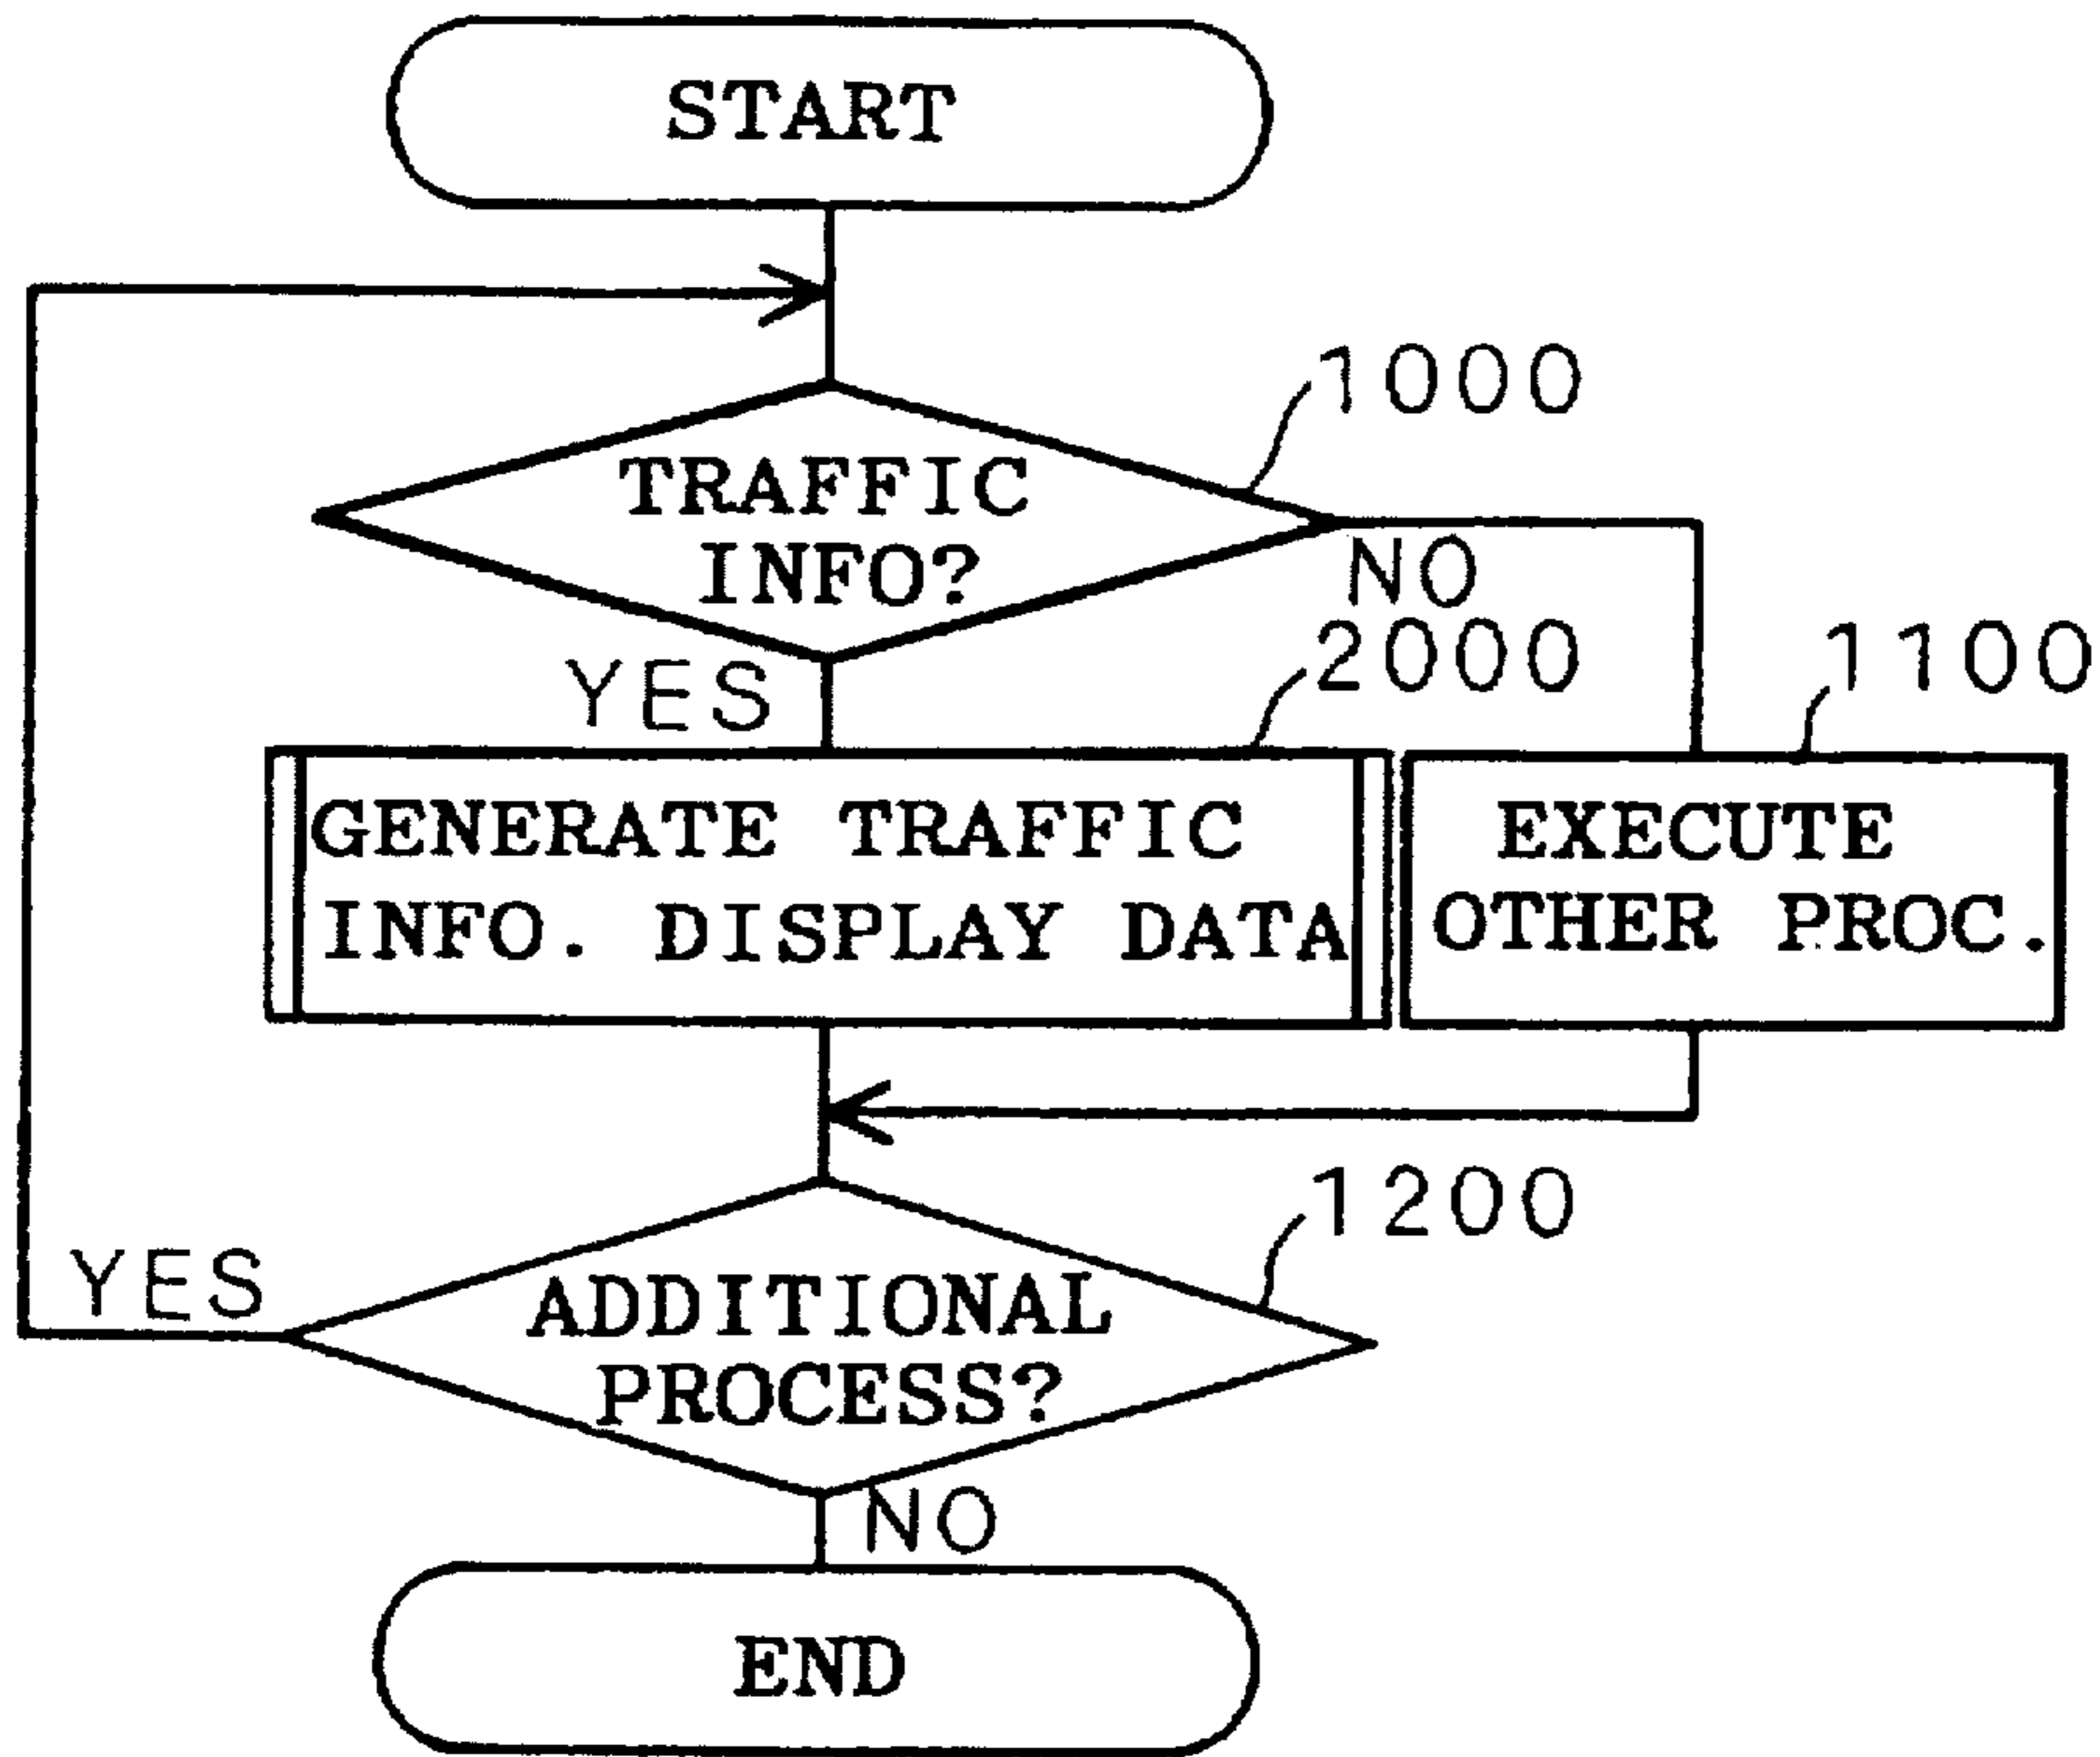 START
1000
TRAFFIC
INFO?
NO
YES
2000
1100
GENERATE TRAFFIC
INFO. DISPLAY DATA
EXECUTE
OTHER PROC.
1200
YES
ADDITIONAL
PROCESS?
NO
END